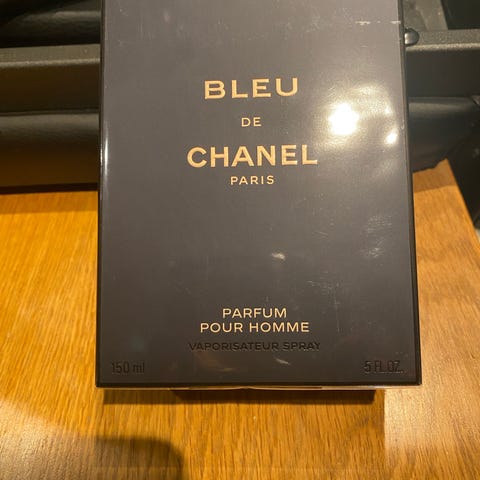 BLEU
DE
CHANEL
PARIS
PARFUM
POUR HOMME
VAPORISATEUR SPRAY
150 ml 5 FL.OZ.